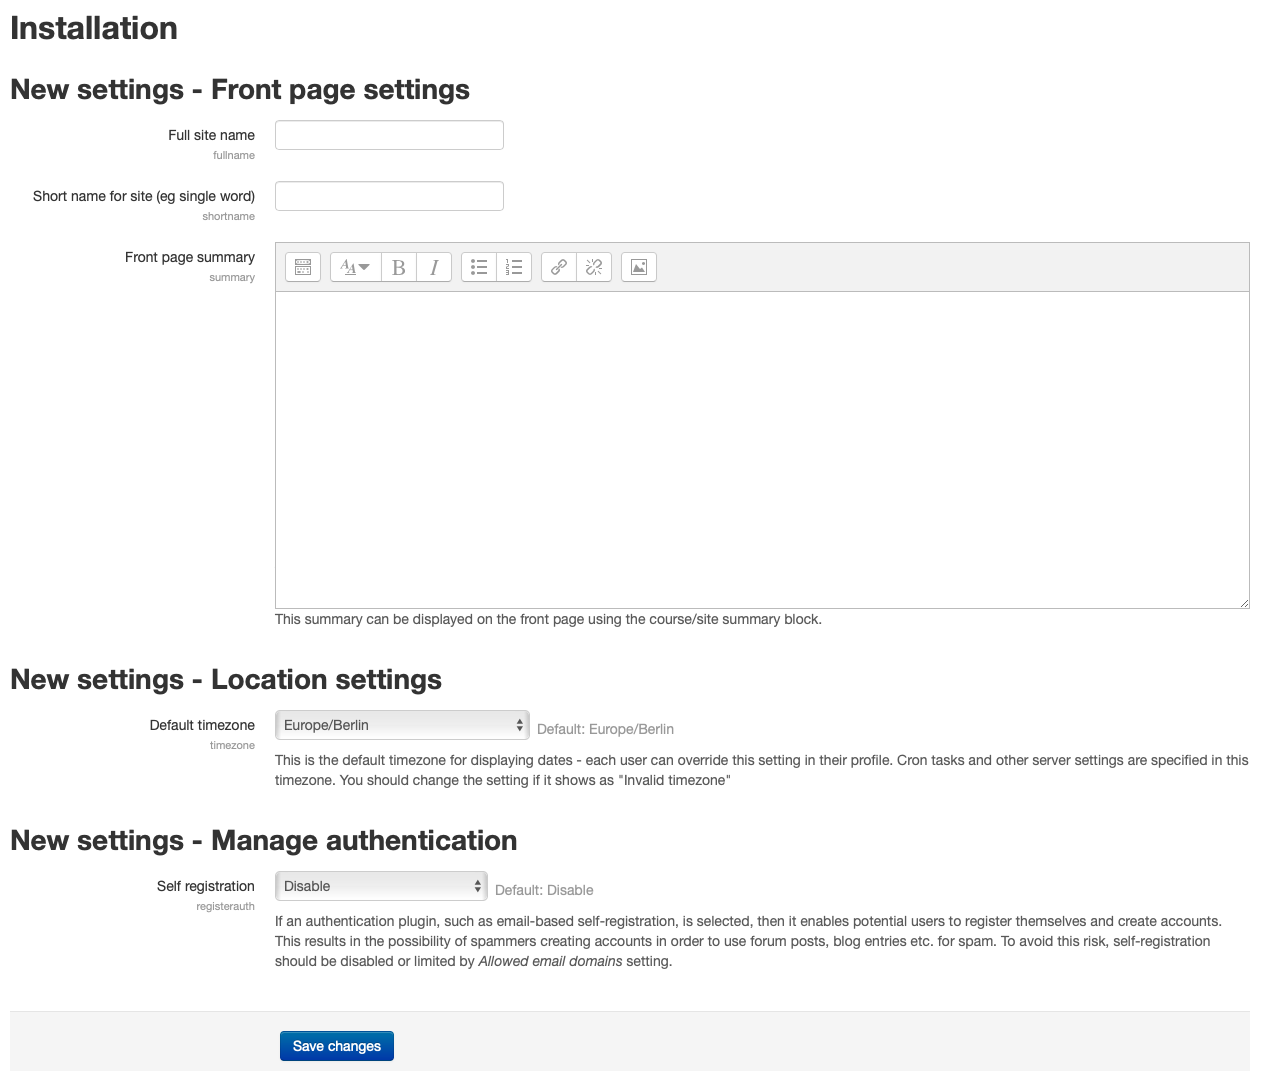 Installation
New settings - Front page settings
Full site name
fullname
Short name for site (eg single word)
shortname
Front page summary
summary
This summary can be displayed on the front page using the course/site summary block.
New settings - Location settings
Default timezone
timezone
Europe/Berlin
Default: Europe/Berlin
This is the default timezone for displaying dates - each user can override this setting in their profile. Cron tasks and other server settings are specified in this
timezone. You should change the setting if it shows as "Invalid timezone"
New settings - Manage authentication
Self registration
registerauth
Disable
Default: Disable
If an authentication plugin, such as email-based self-registration, is selected, then it enables potential users to register themselves and create accounts.
This results in the possibility of spammers creating accounts in order to use forum posts, blog entries etc. for spam. To avoid this risk, self-registration
should be disabled or limited by Allowed email domains setting.
Save changes